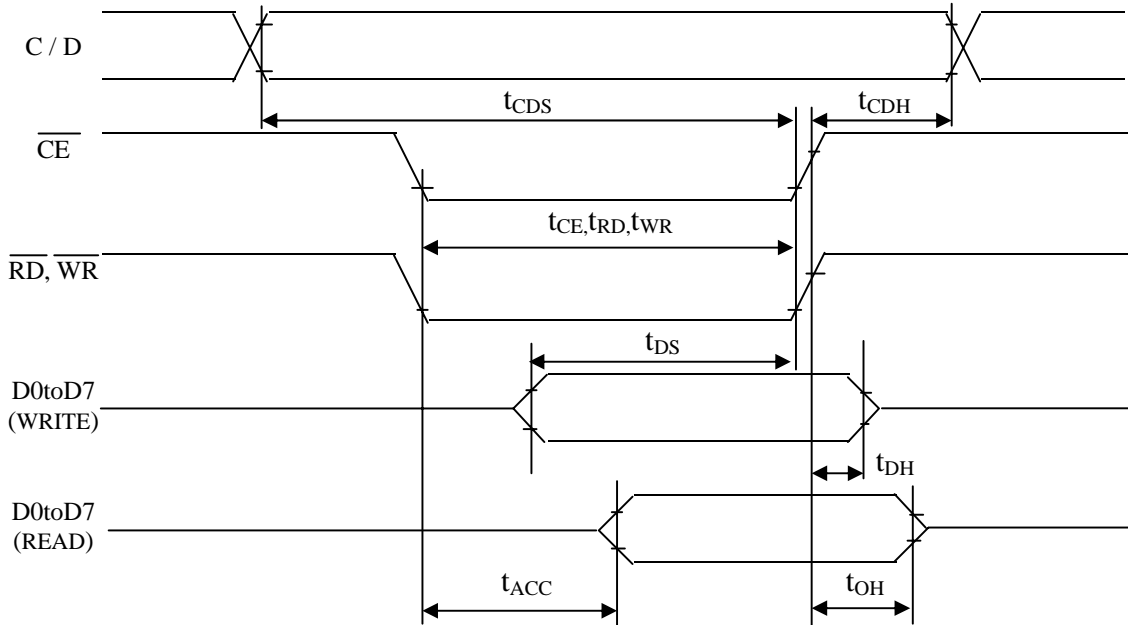 C / D
tCDS
tCDH
CE
tCE,tRD,tWR
RD, WR
tDS
D0toD7
(WRITE)
tDH
D0toD7
(READ)
tACC
tOH